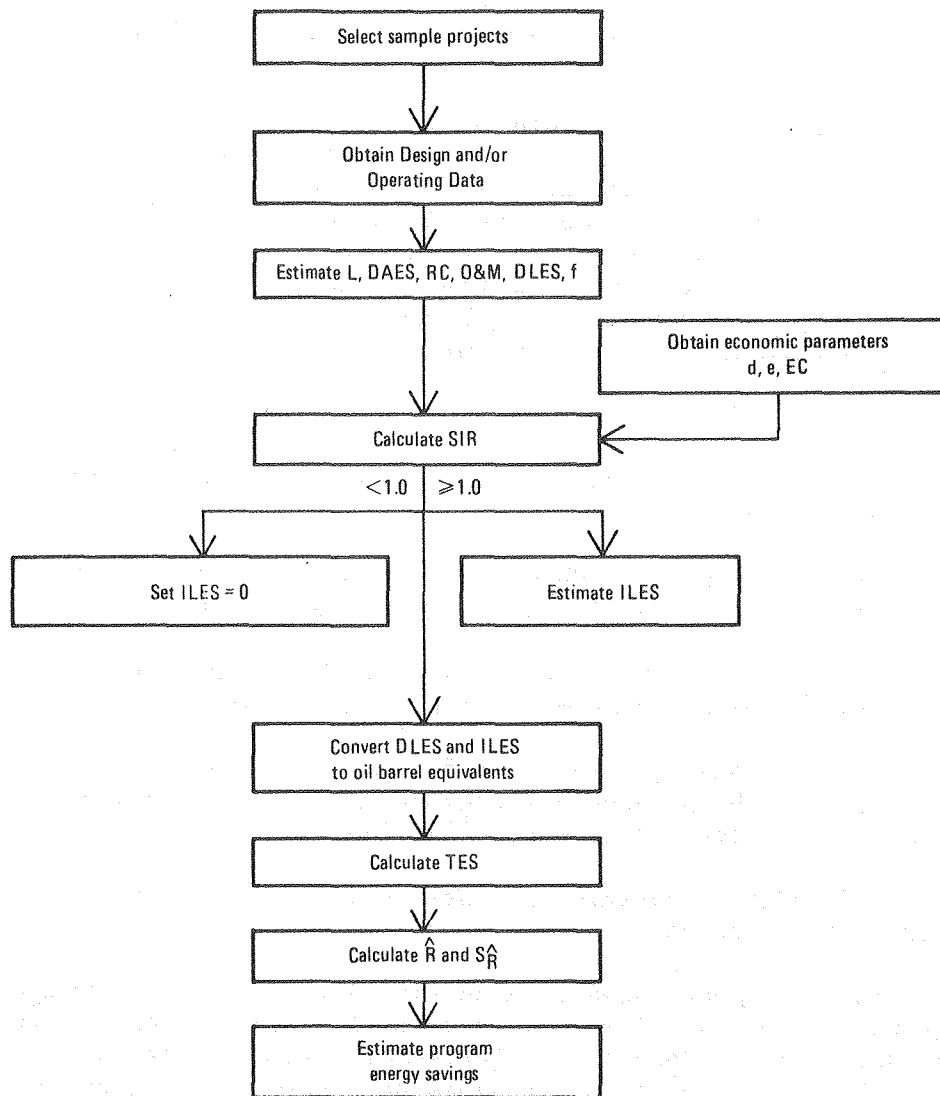 Select sample projects
Obtain Design and/or
Operating Data
Estimate L, DAES, RC, O&M, DLES, f
Obtain economic parameters
d, e, EC
Calculate SIR
<1.0 ≥1.0
Set ILES = 0
Estimate ILES
Convert DLES and ILES
to oil barrel equivalents
Calculate TES
Calculate R̂ and S_R̂
Estimate program
energy savings